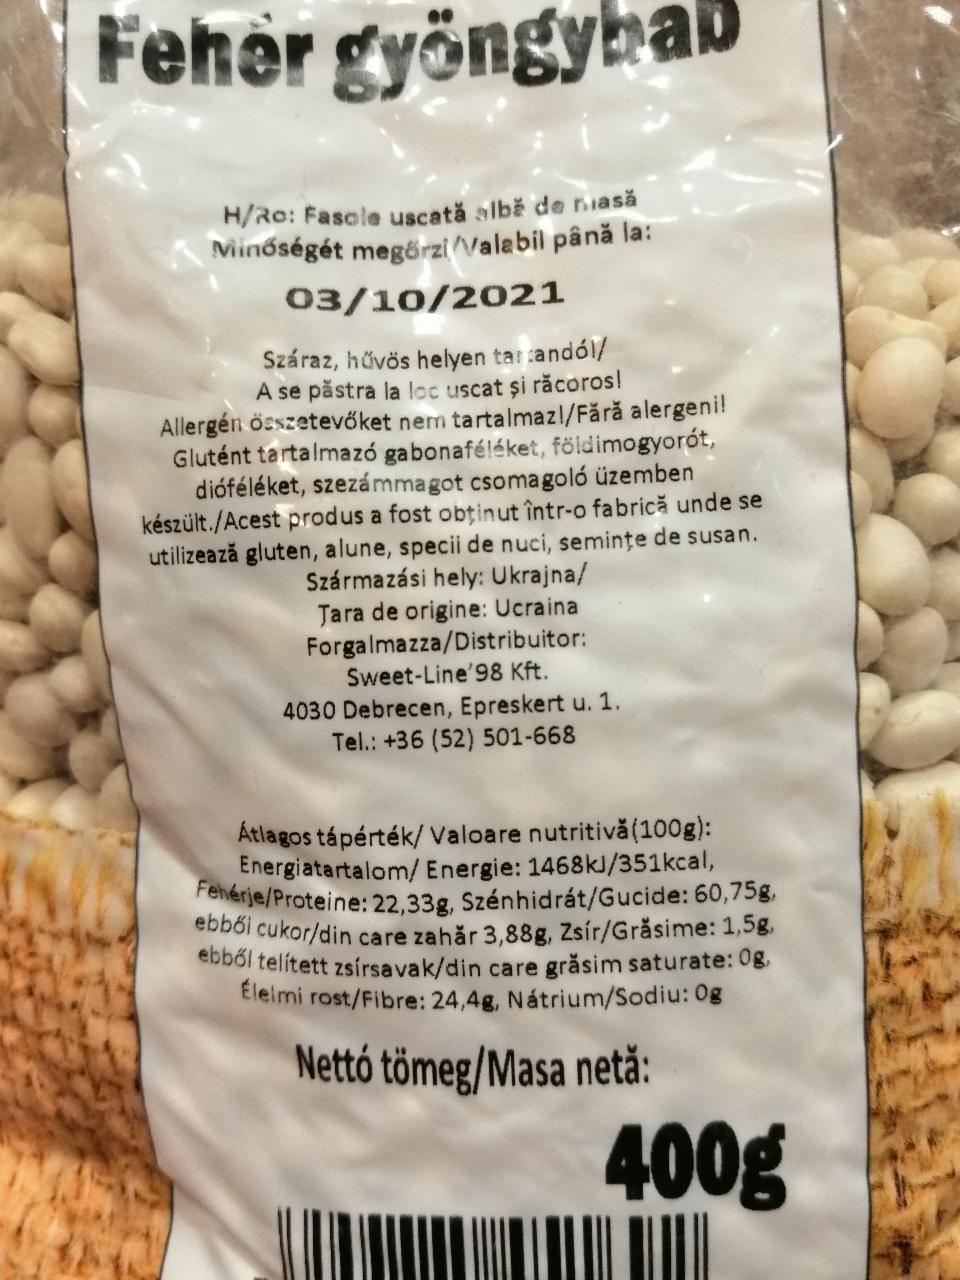 Fehér gyöngybab
H/Ro: Fasole uscată albă de masă
Minőségét megőrzi/Valabil până la:
03/10/2021
Száraz, hűvös helyen tartandó!/
A se păstra la loc uscat și răcoros!
Allergén összetevőket nem tartalmaz!/Fără alergeni!
Glutént tartalmazó gabonaféléket, földimogyorót,
dióféléket, szezámmagot csomagoló üzemben
készült./Acest produs a fost obținut într-o fabrică unde se
utilizează gluten, alune, specii de nuci, semințe de susan.
Származási hely: Ukrajna/
Țara de origine: Ucraina
Forgalmazza/Distribuitor:
Sweet-Line'98 Kft.
4030 Debrecen, Epreskert u. 1.
Tel.: +36 (52) 501-668
Átlagos tápérték/ Valoare nutritivă(100g):
Energiatartalom/ Energie: 1468kJ/351kcal,
Fehérje/Proteine: 22,33g, Szénhidrát/Gucide: 60,75g,
ebből cukor/din care zahăr 3,88g, Zsír/Grăsime: 1,5g,
ebből telített zsírsavak/din care grăsim saturate: 0g,
Élelmi rost/Fibre: 24,4g, Nátrium/Sodiu: 0g
Nettó tömeg/Masa netă:
400g